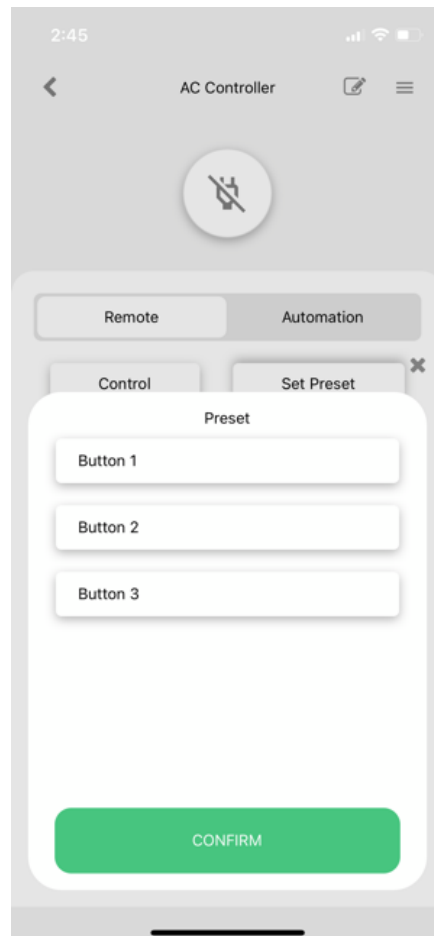 2:45
AC Controller
Remote
Automation
Control
Set Preset
Preset
Button 1
Button 2
Button 3
CONFIRM